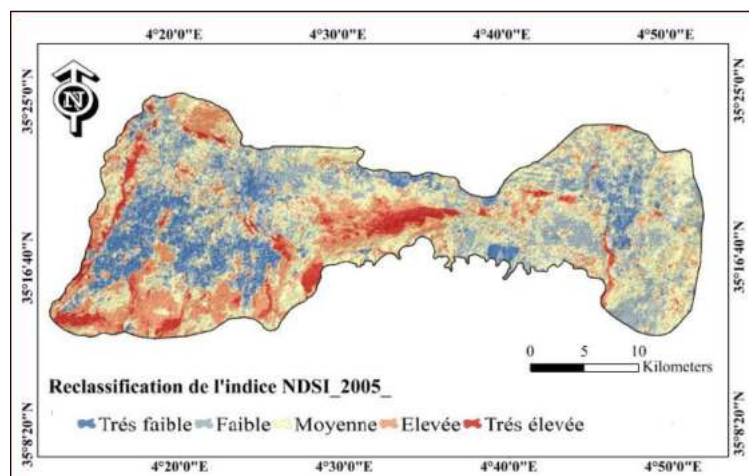 4°20'0"E 4°30'0"E 4°40'0"E 4°50'0"E
35°25'0"N
35°25'0"N
N
35°16'40"N
35°16'40"N
0 5 10
Kilometers
Reclassification de l'indice NDSI_2005_
Trés faible Faible Moyenne Elevée Trés élevée
35°8'20"N
35°8'20"N
4°20'0"E 4°30'0"E 4°40'0"E 4°50'0"E